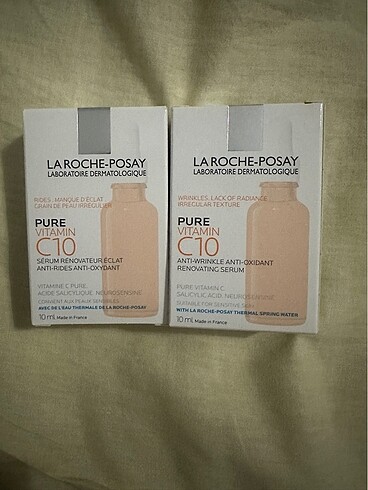 LA ROCHE-POSAY
LABORATOIRE DERMATOLOGIQUE
RIDES, MANQUE D'ÉCLAT
GRAIN DE PEAU IRRÉGULIER
PURE
VITAMIN
C10
SÉRUM RÉNOVATEUR ÉCLAT
ANTI-RIDES ANTI-OXYDANT
VITAMINE C PURE,
ACIDE SALICYLIQUE, NEUROSENSINE
CONVIENT AUX PEAUX SENSIBLES
AVEC DE L'EAU THERMALE DE LA ROCHE-POSAY
10 ml Made in France
LA ROCHE-POSAY
LABORATOIRE DERMATOLOGIQUE
WRINKLES, LACK OF RADIANCE
IRREGULAR TEXTURE
PURE
VITAMIN
C10
ANTI-WRINKLE ANTI-OXIDANT
RENOVATING SERUM
PURE VITAMIN C,
SALICYLIC ACID, NEUROSENSINE
SUITABLE FOR SENSITIVE SKIN
WITH LA ROCHE-POSAY THERMAL SPRING WATER
10 ml Made in France